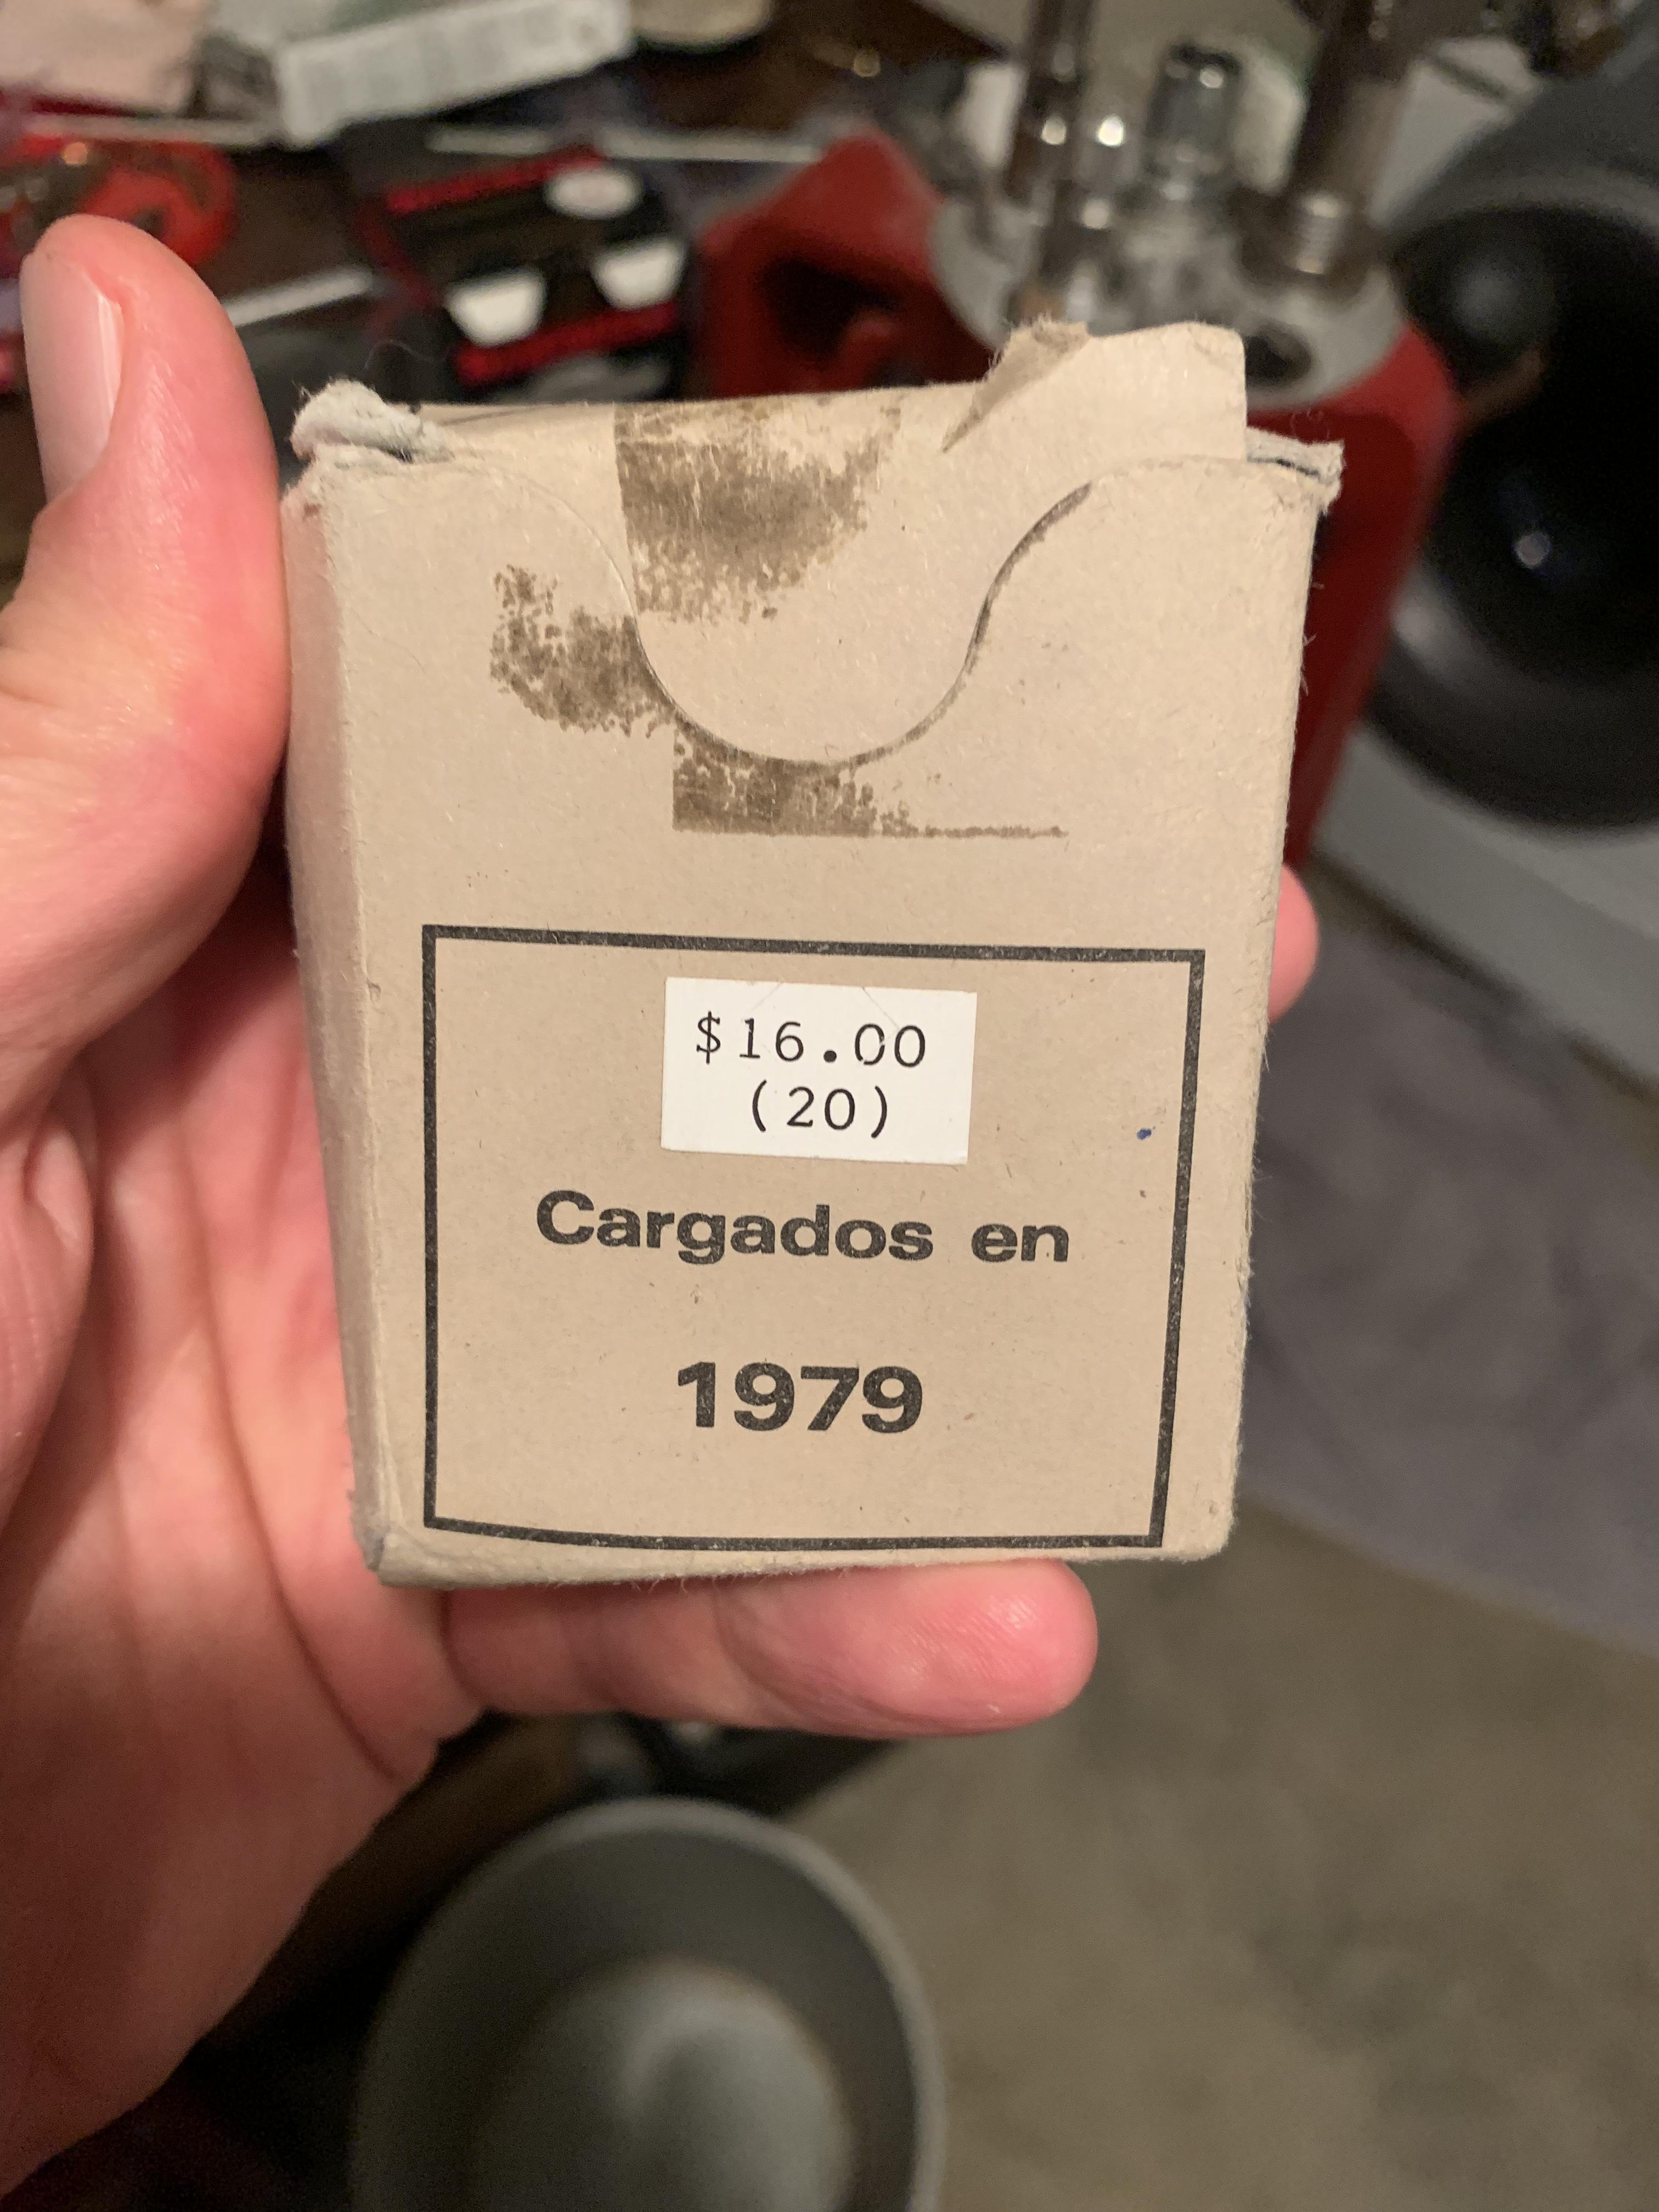 $16.00
(20)
Cargados en
1979